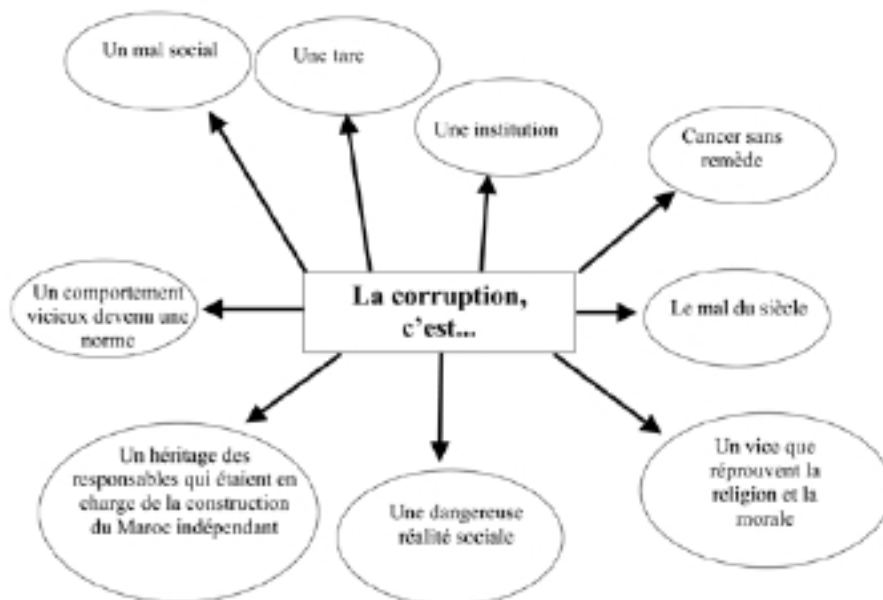 Un mal social
Une tare
Une institution
Cancer sans
remède
La corruption,
c'est...
Un comportement
vicieux devenu une
norme
Le mal du siècle
Un héritage des
responsables qui étaient en
charge de la construction
du Maroc indépendant
Une dangereuse
réalité sociale
Un vice que
réprouvent la
religion et la
morale